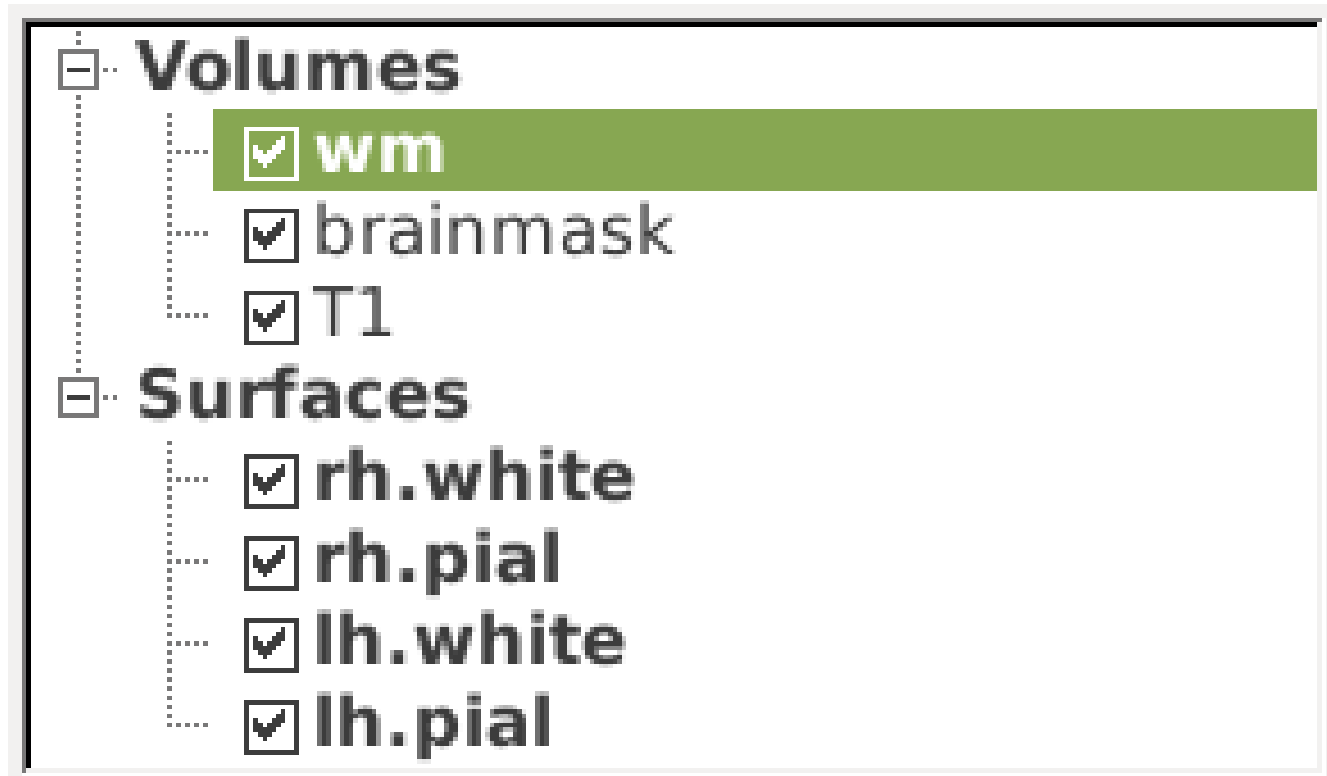 Volumes
wm
brainmask
T1
Surfaces
rh.white
rh.pial
lh.white
lh.pial